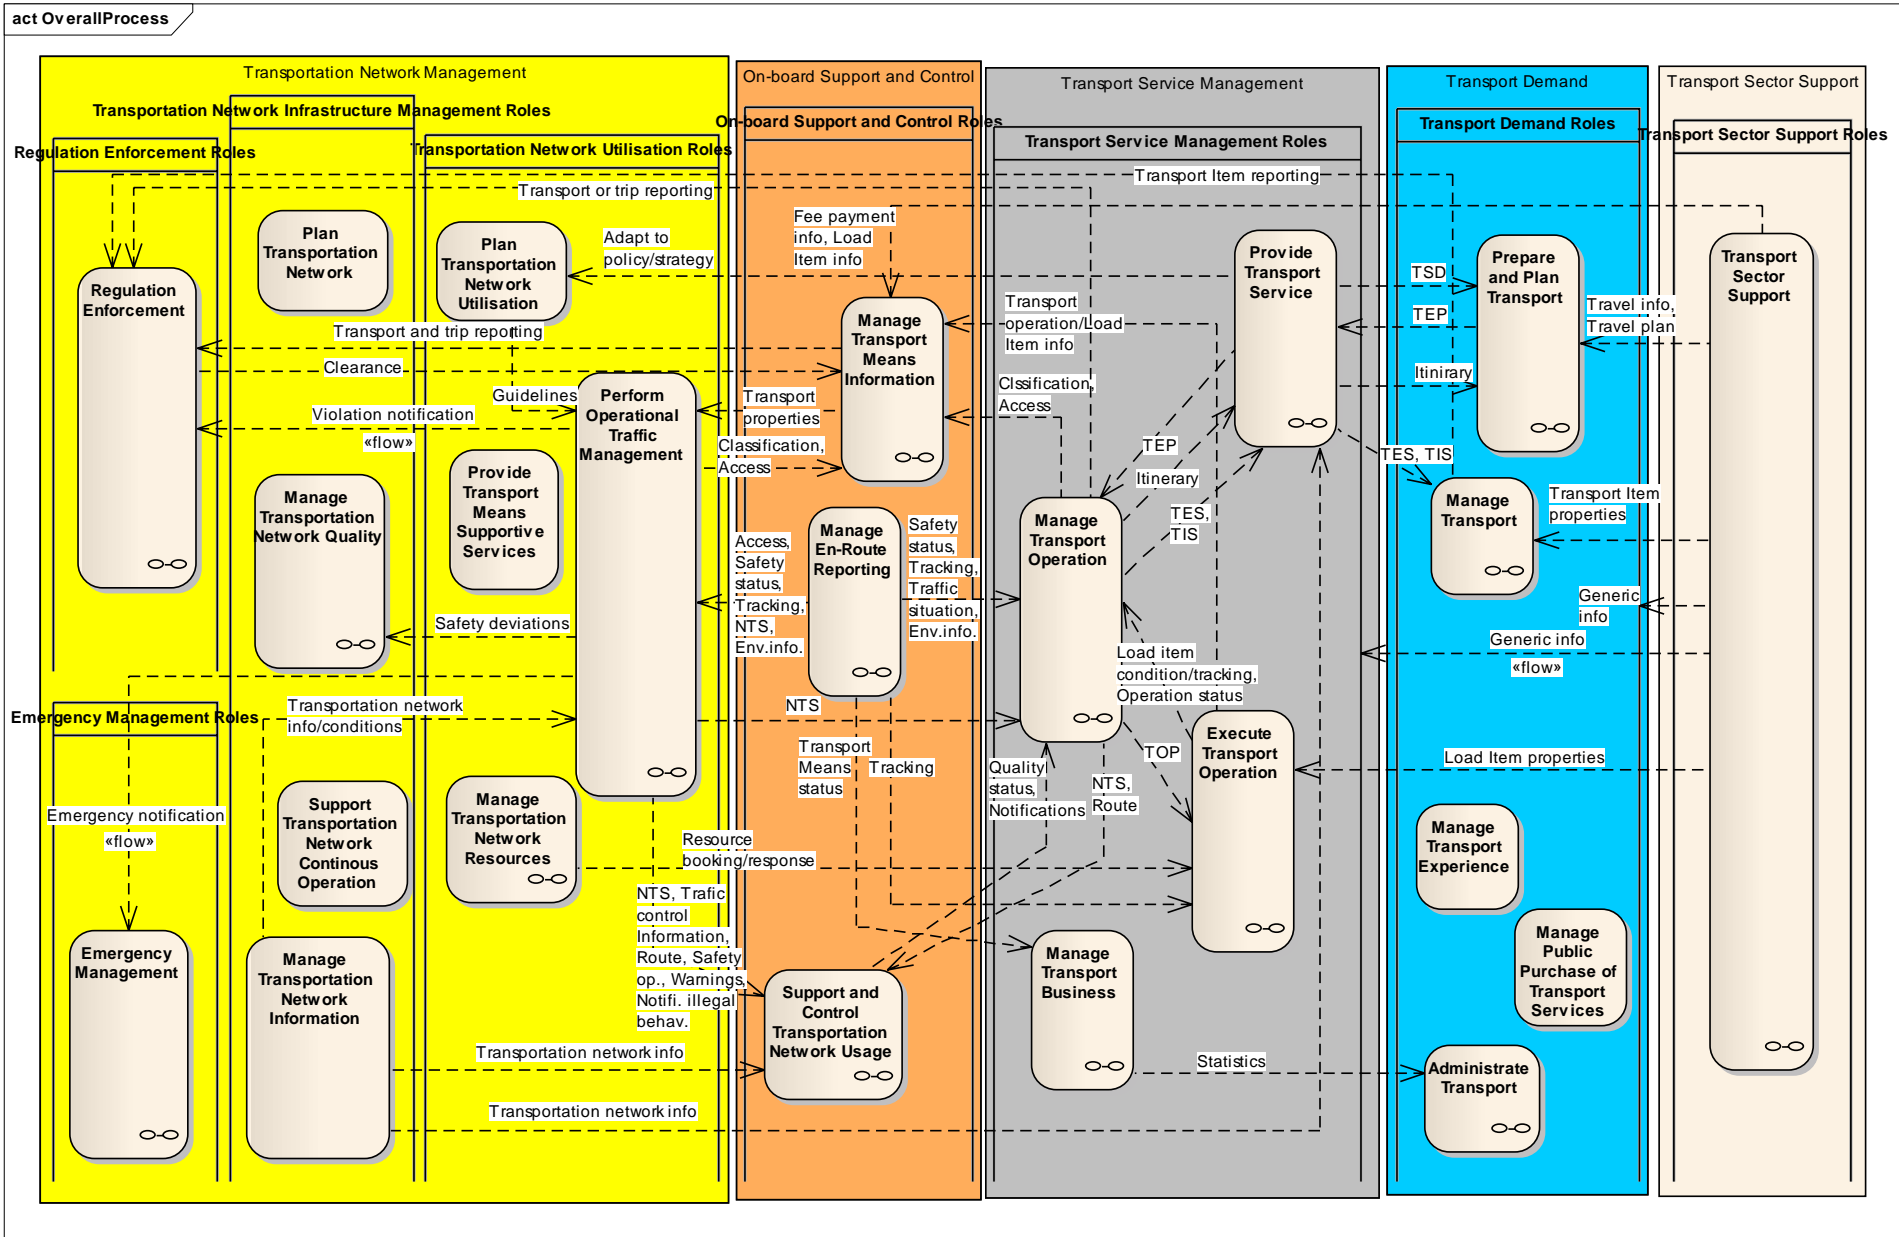 act OverallProcess
Transportation Network Management
On-board Support and Control
Transport Service Management
Transport Demand
Transport Sector Support
Transportation Network Infrastructure Management Roles
On-board Support and Control Roles
Transport Demand Roles
Transport Sector Support Roles
Regulation Enforcement Roles
Transportation Network Utilisation Roles
Transport Service Management Roles
Transport or trip reporting
Transport Item reporting
Plan
Transportation
Network
Plan
Transportation
Network
Utilisation
Adapt to
policy/strategy
Fee payment
info, Load
Item info
Provide
Transport
Service
TSD
Prepare
and Plan
Transport
Transport
Sector
Support
Regulation
Enforcement
Transport and trip reporting
Manage
Transport
Means
Information
Transport
operation/Load
Item info
TEP
Travel info,
Travel plan
Clearance
Guidelines
Perform
Operational
Traffic
Management
Transport
properties
Clssification,
Access
Itinirary
Violation notification
«flow»
Classification,
Access
TEP
Itinerary
TES, TIS
Manage
Transportation
Network Quality
Provide
Transport
Means
Supportive
Services
Manage
En-Route
Reporting
Access,
Safety
status,
Tracking,
NTS,
Env.info.
Safety
status,
Tracking,
Traffic
situation,
Env.info.
Manage
Transport
Operation
TES,
TIS
Manage
Transport
Transport Item
properties
Safety deviations
Generic
info
Generic info
«flow»
Load item
condition/tracking,
Operation status
Emergency Management Roles
Transportation network
info/conditions
NTS
Transport
Means
status
Tracking
Quality
status,
Notifications
NTS,
Route
TOP
Execute
Transport
Operation
Load Item properties
Emergency notification
«flow»
Support
Transportation
Network
Continous
Operation
Manage
Transportation
Network
Resources
Resource
booking/response
Manage
Transport
Experience
NTS, Trafic
control
Information,
Route, Safety
op., Warnings,
Notifi. illegal
behav.
Emergency
Management
Manage
Transportation
Network
Information
Support and
Control
Transportation
Network Usage
Manage
Transport
Business
Manage
Public
Purchase of
Transport
Services
Transportation network info
Statistics
Administrate
Transport
Transportation network info